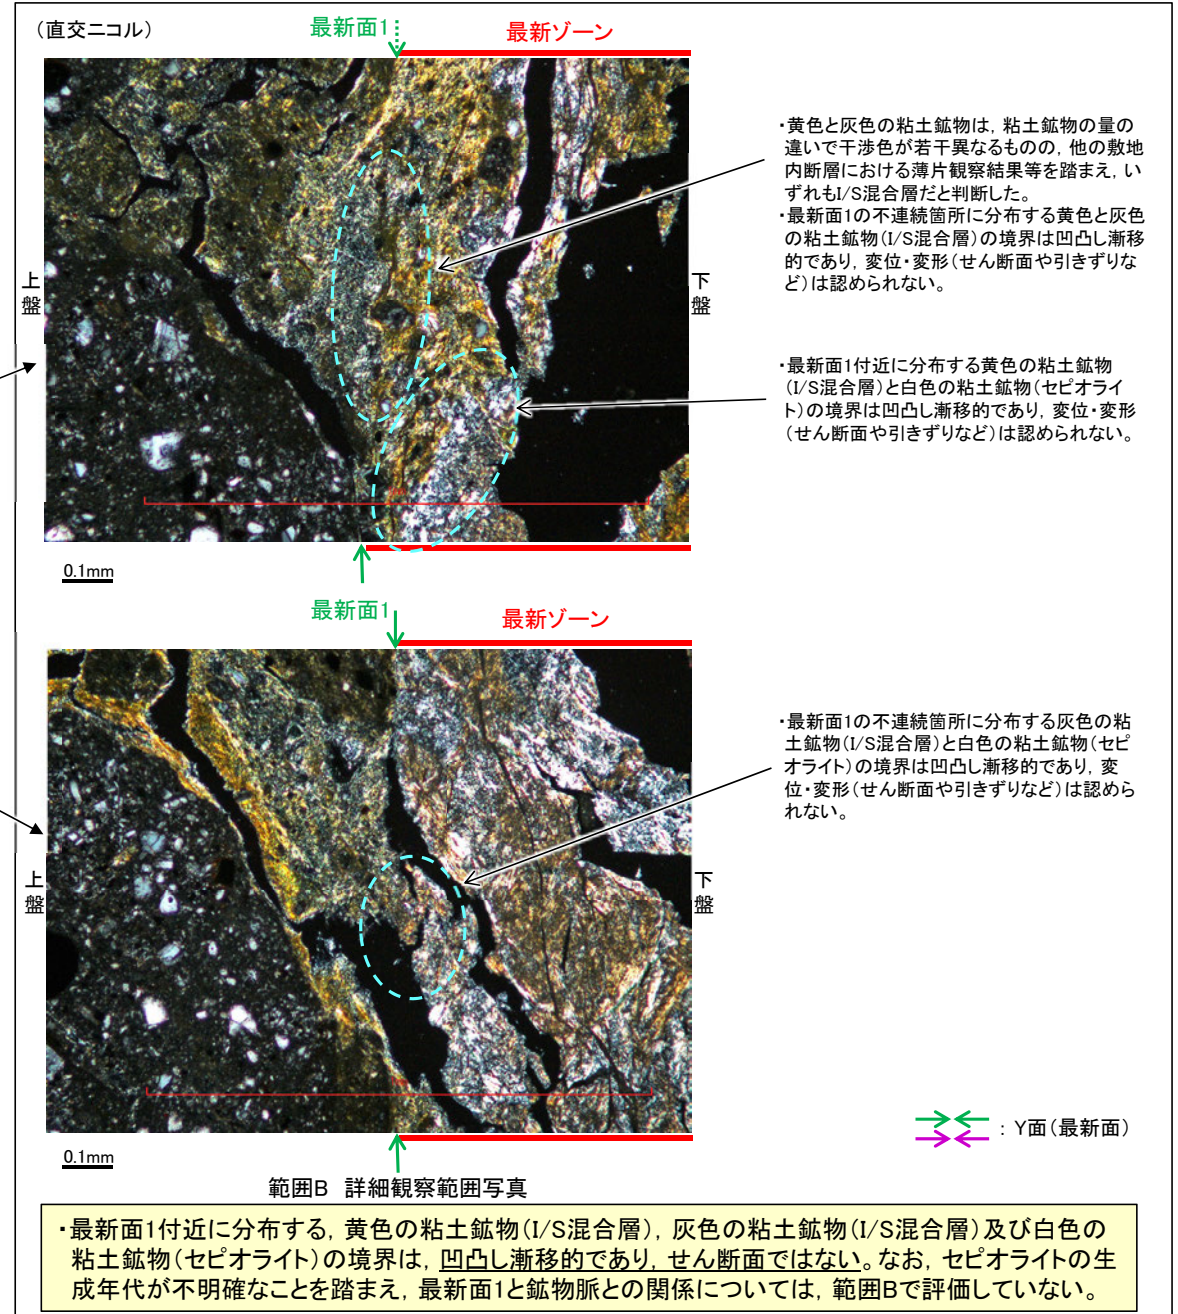 （直交ニコル）
最新面1
最新ゾーン
・黄色と灰色の粘土鉱物は，粘土鉱物の量の
違いで干渉色が若干異なるものの，他の敷地
内断層における薄片観察結果等を踏まえ，い
ずれもI/S混合層だと判断した。
・最新面1の不連続箇所に分布する黄色と灰色
の粘土鉱物（I/S混合層）の境界は凹凸し漸移
的であり，変位・変形（せん断面や引きずりな
ど）は認められない。
上盤
下盤
・最新面1付近に分布する黄色の粘土鉱物
（I/S混合層）と白色の粘土鉱物（セピオライ
ト）の境界は凹凸し漸移的であり，変位・変形
（せん断面や引きずりなど）は認められない。
0.1mm
最新面1
最新ゾーン
・最新面1の不連続箇所に分布する灰色の粘
土鉱物（I/S混合層）と白色の粘土鉱物（セピ
オライト）の境界は凹凸し漸移的であり，変
位・変形（せん断面や引きずりなど）は認めら
れない。
上盤
下盤
：Y面（最新面）
0.1mm
範囲B 詳細観察範囲写真
・最新面1付近に分布する，黄色の粘土鉱物（I/S混合層），灰色の粘土鉱物（I/S混合層）及び白色の
粘土鉱物（セピオライト）の境界は，凹凸し漸移的であり，せん断面ではない。なお，セピオライトの生
成年代が不明確なことを踏まえ，最新面1と鉱物脈との関係については，範囲Bで評価していない。